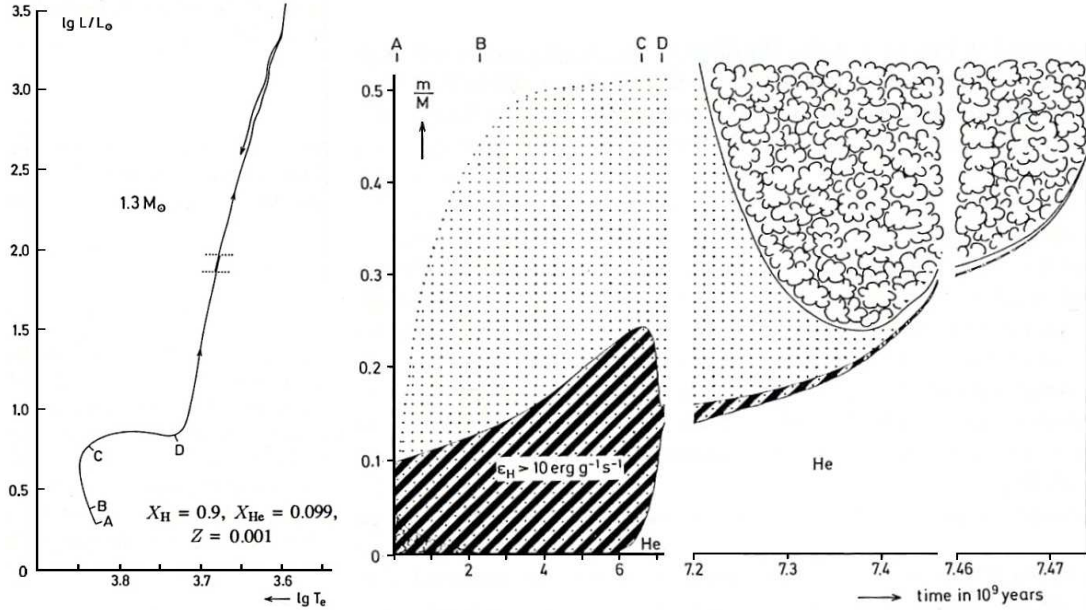 3.5
lg L/L☉
3.0
2.5
1.3 M☉
2.0
1.5
1.0
C
D
0.5
B
A
X_H = 0.9, X_He = 0.099,
Z = 0.001
0
3.8
3.7
3.6
← lg T_e
A
B
C
D
0.5
m/M
0.4
0.3
0.2
0.1
ε_H > 10 erg g⁻¹ s⁻¹
He
0
0
2
4
6
He
7.2
7.3
7.4
7.46
7.47
→ time in 10⁹ years